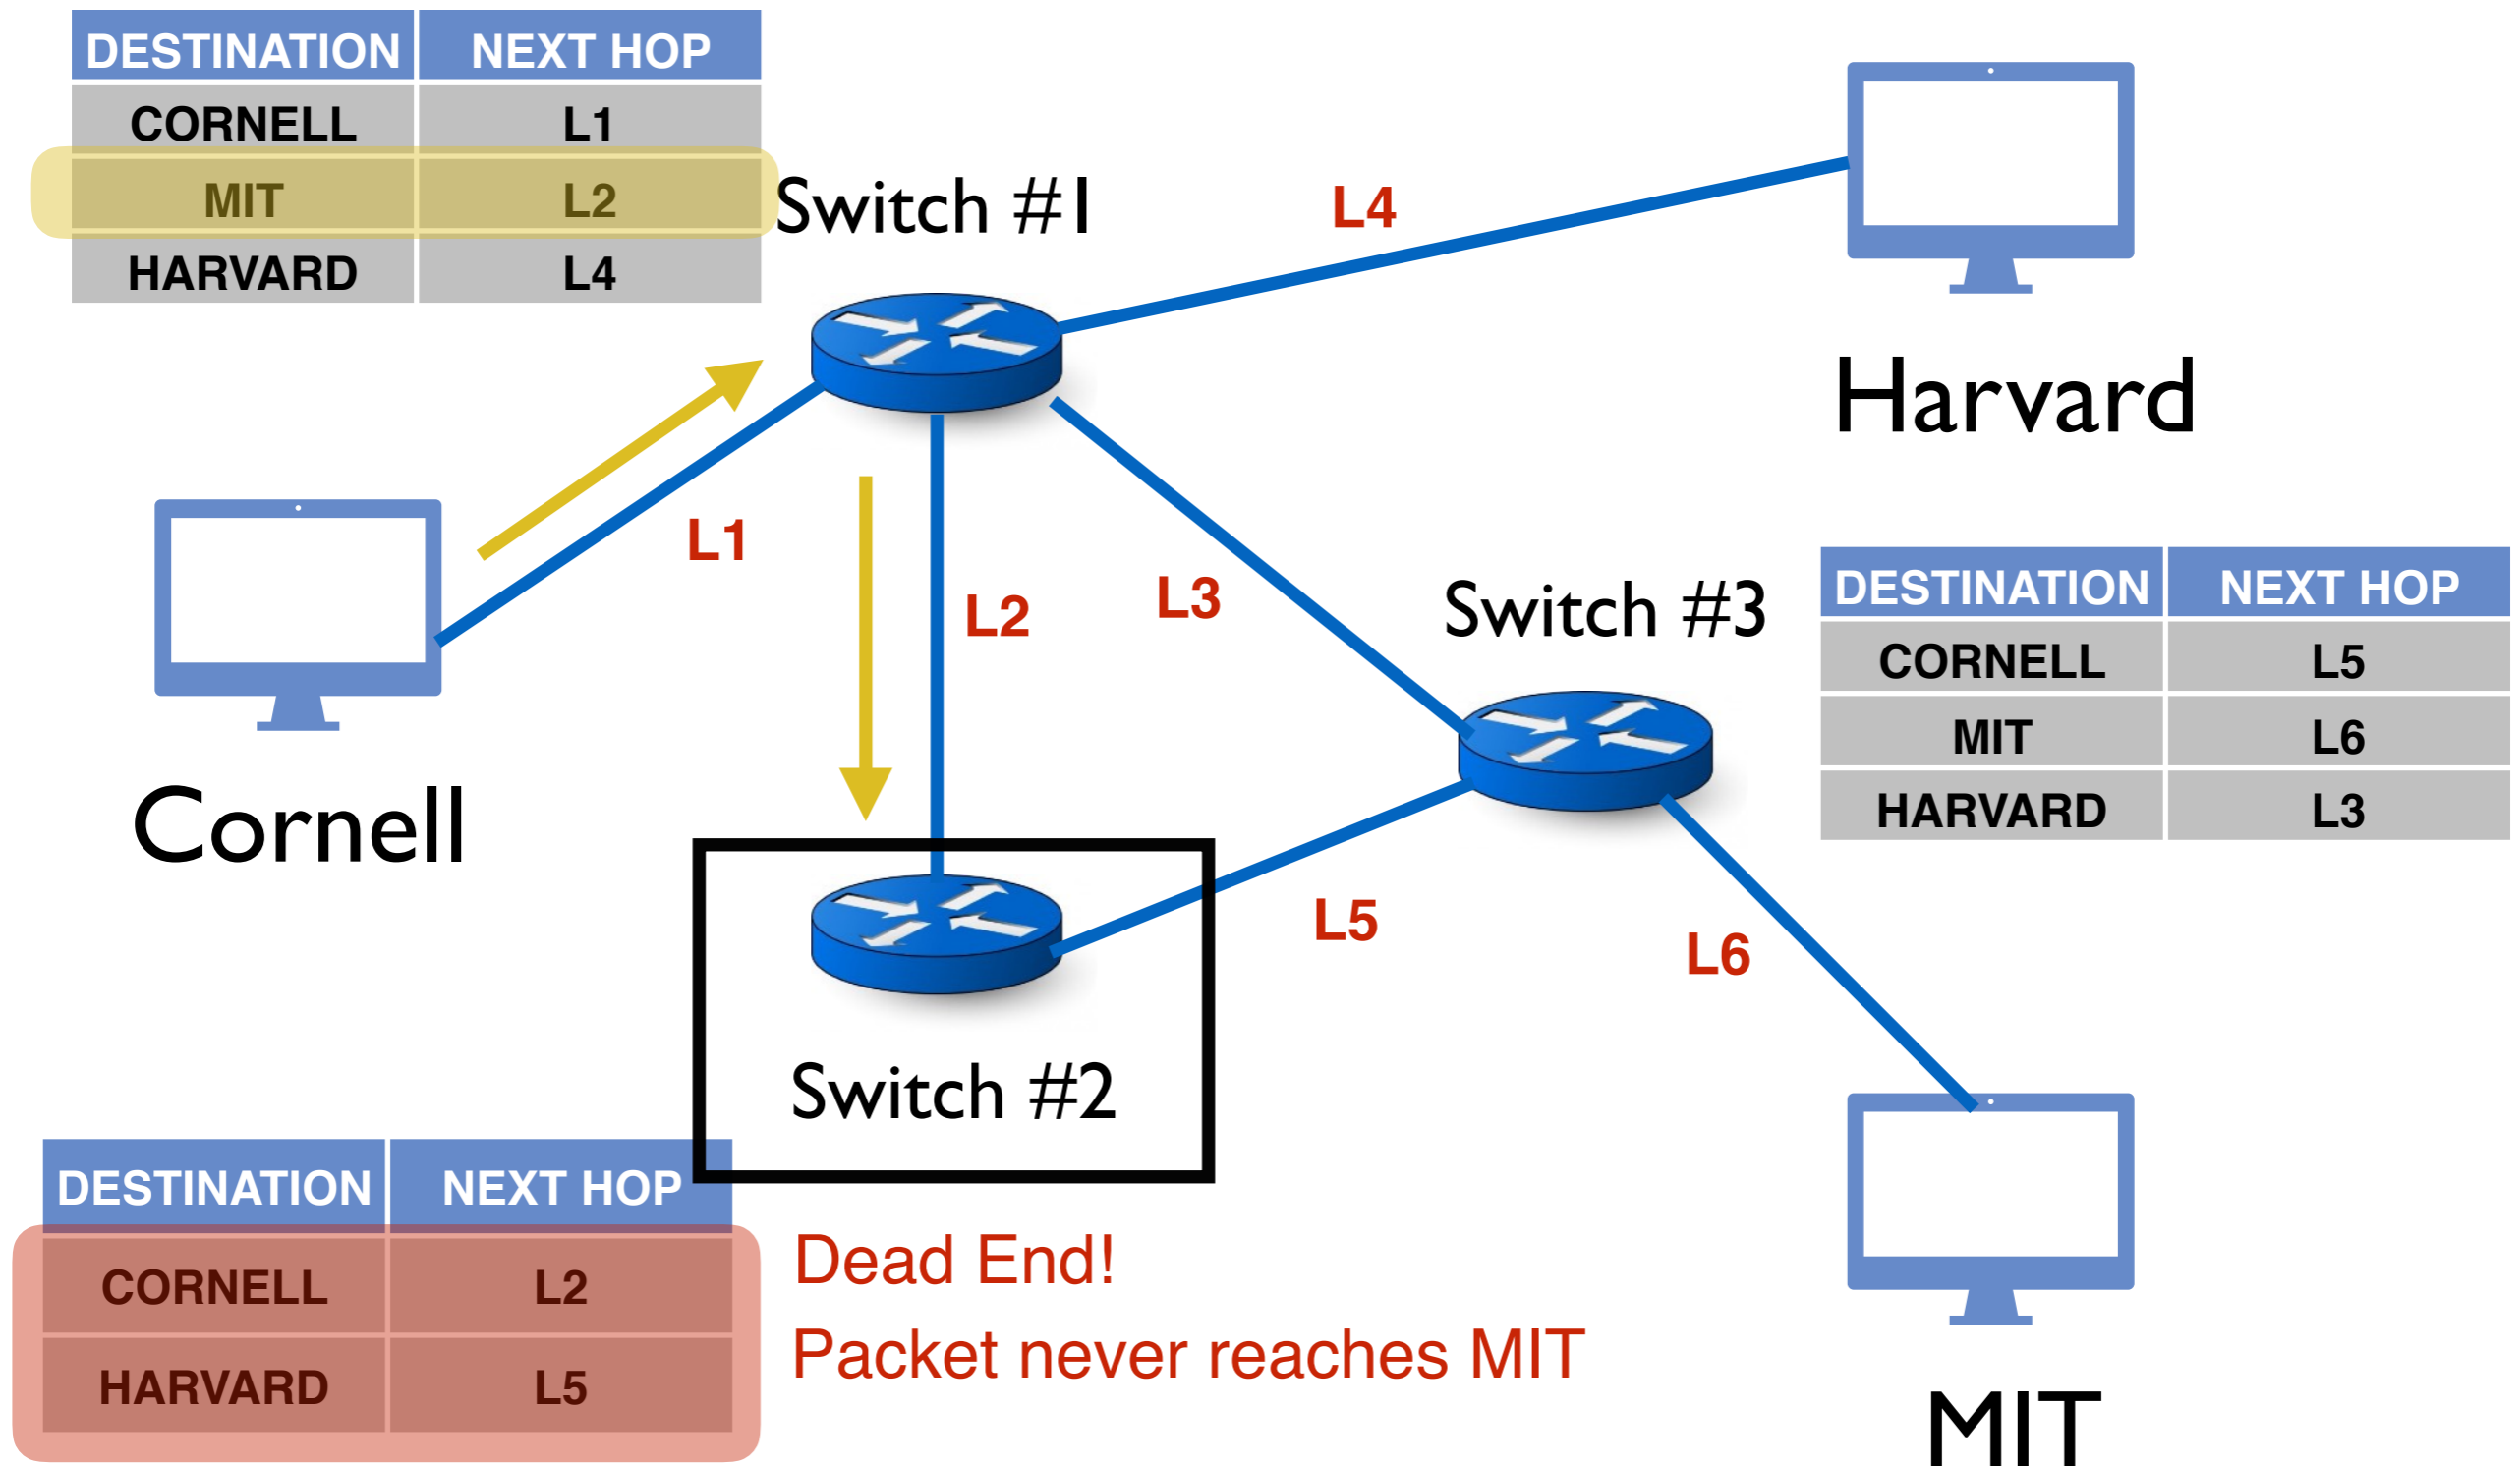 DESTINATION NEXT HOP
CORNELL L1
MIT L2
HARVARD L4
Switch #1
L4
Harvard
L1
L2
L3
Switch #3
DESTINATION NEXT HOP
CORNELL L5
MIT L6
HARVARD L3
Cornell
L5
L6
Switch #2
DESTINATION NEXT HOP
CORNELL L2
HARVARD L5
Dead End!
Packet never reaches MIT
MIT